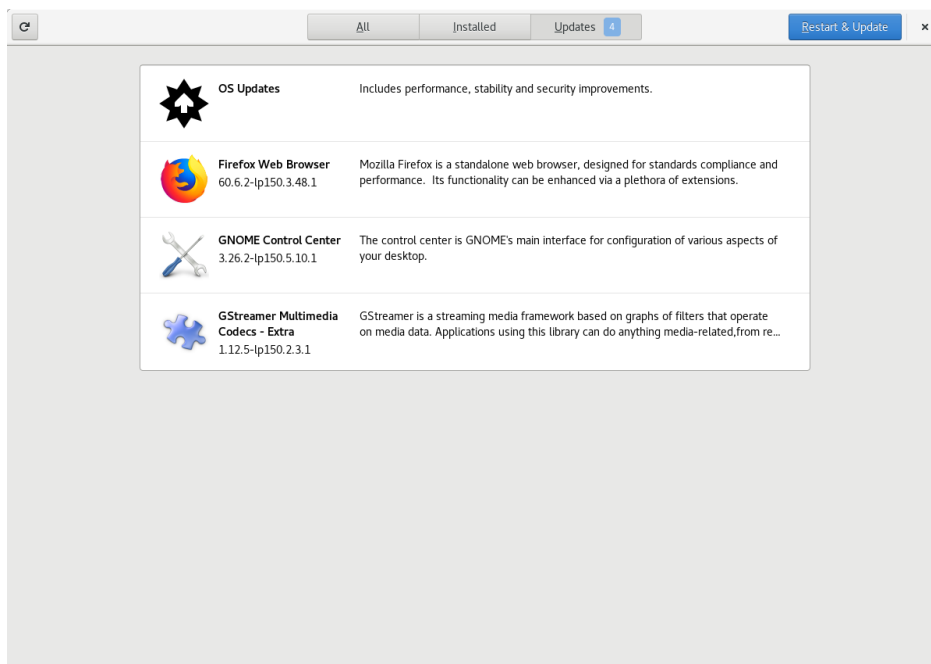 All Installed Updates 4 Restart & Update
OS Updates
Includes performance, stability and security improvements.
Firefox Web Browser
60.6.2-lp150.3.48.1
Mozilla Firefox is a standalone web browser, designed for standards compliance and
performance.  Its functionality can be enhanced via a plethora of extensions.
GNOME Control Center
3.26.2-lp150.5.10.1
The control center is GNOME's main interface for configuration of various aspects of
your desktop.
GStreamer Multimedia
Codecs - Extra
1.12.5-lp150.2.3.1
GStreamer is a streaming media framework based on graphs of filters that operate
on media data. Applications using this library can do anything media-related,from re...